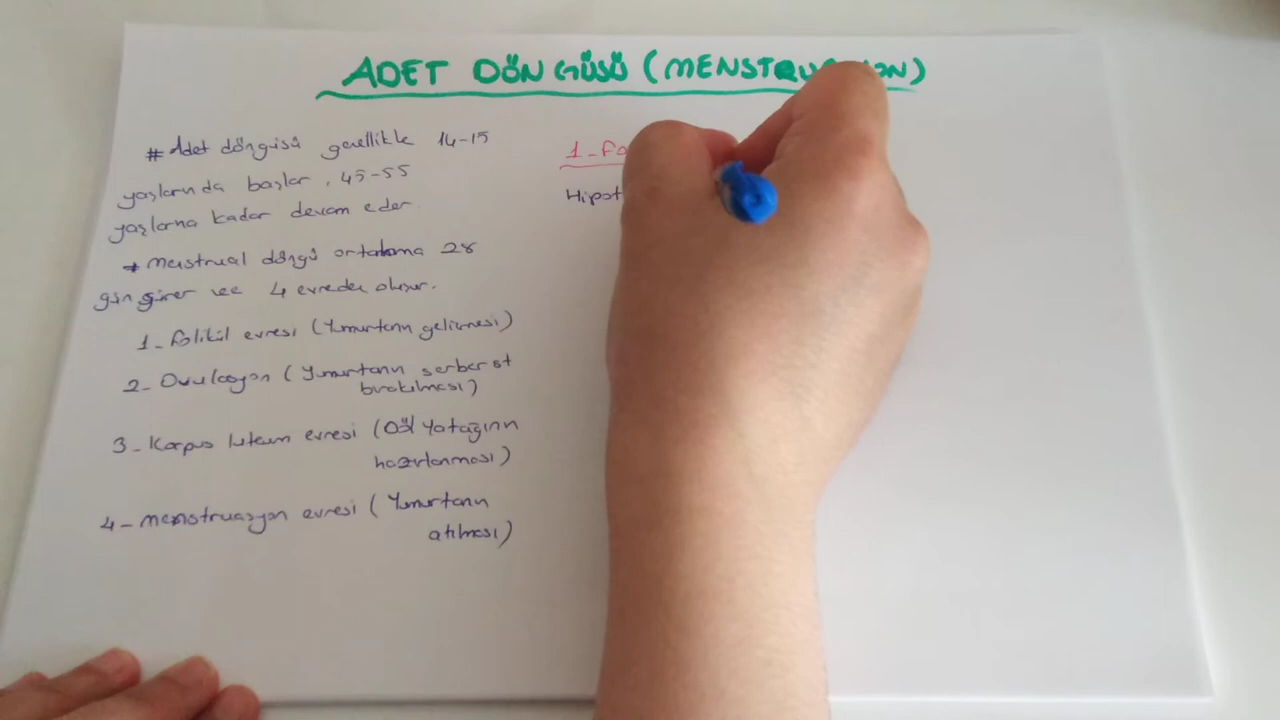 ADET DÖNGÜSÜ (MENSTRU
# Adet döngüsü genellikle 14-15
yaşlarında başlar, 45-55
yaşlarna kadar devam eder.
* menstrual döngü ortalama 28
gün sürer ve 4 evreden oluşur.
1- folikül evresi (Yumurtanın gelişmesi)
2- Ovulasyon (Yumurtanın serbest
bırakılması)
3- Korpus luteum evresi (Döl Yatağının
hazırlanması)
4- menstruasyon evresi (Yumurtanın
atılması)
1- Fo
Hipot